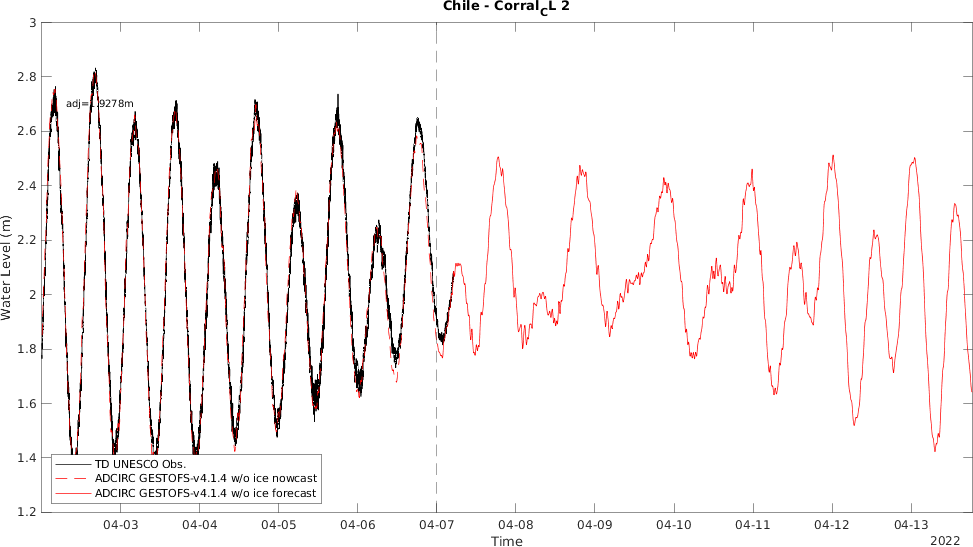 Chile - Corral_CL 2
Water Level (m)
3
2.8
2.6
2.4
2.2
2
1.8
1.6
1.4
1.2
adj=1.9278m
TD UNESCO Obs.
ADCIRC GESTOFS-v4.1.4 w/o ice nowcast
ADCIRC GESTOFS-v4.1.4 w/o ice forecast
04-03 04-04 04-05 04-06 04-07 04-08 04-09 04-10 04-11 04-12 04-13
Time
2022